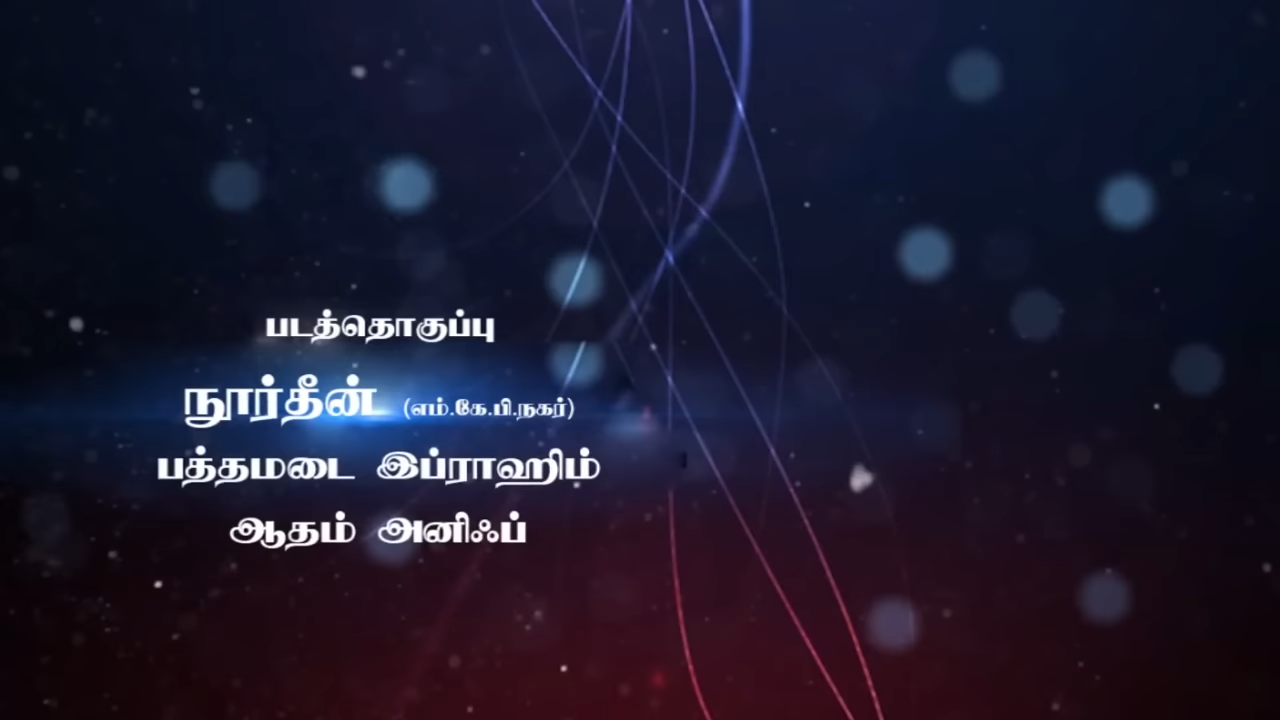 படத்தொகுப்பு
நூர்தீன் (எம்.கே.பி.நகர்)
பத்தமடை இப்ராஹிம்
ஆதம் அனிஃப்